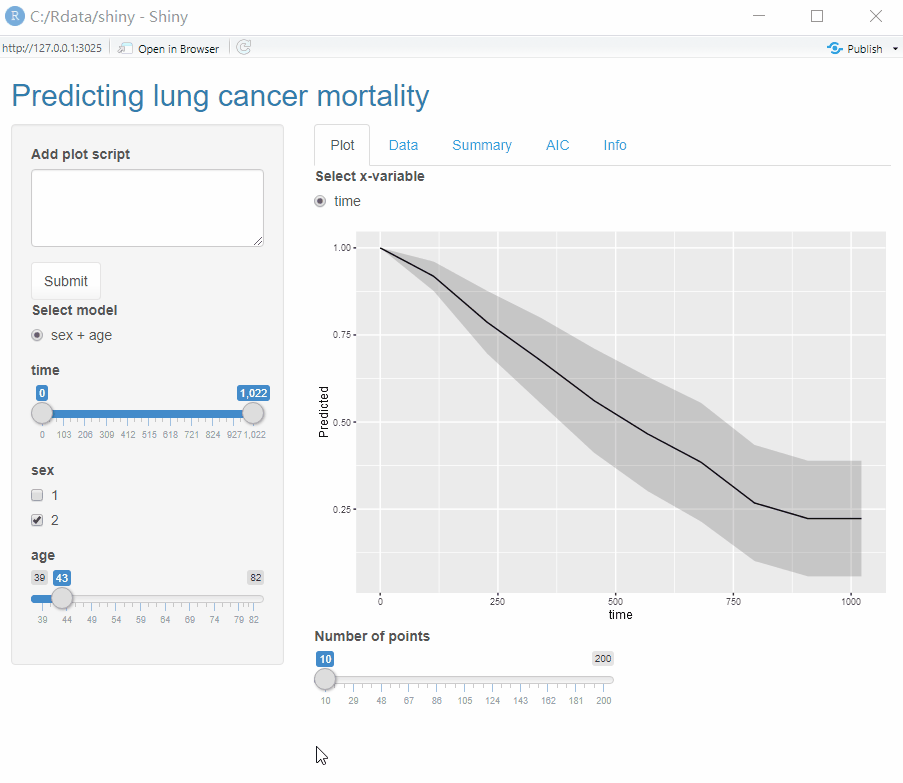 R C:/Rdata/shiny - Shiny
http://127.0.0.1:3025 Open in Browser Publish
Predicting lung cancer mortality
Add plot script
Submit
Select model
sex + age
time
0 1,022
0 103 206 309 412 515 618 721 824 927 1,022
sex
1
2
age
39 43 82
39 44 49 54 59 64 69 74 79 82
Plot Data Summary AIC Info
Select x-variable
time
1.00
0.75
0.50
0.25
Predicted
0 250 500 750 1000
time
Number of points
10 200
10 29 48 67 86 105 124 143 162 181 200